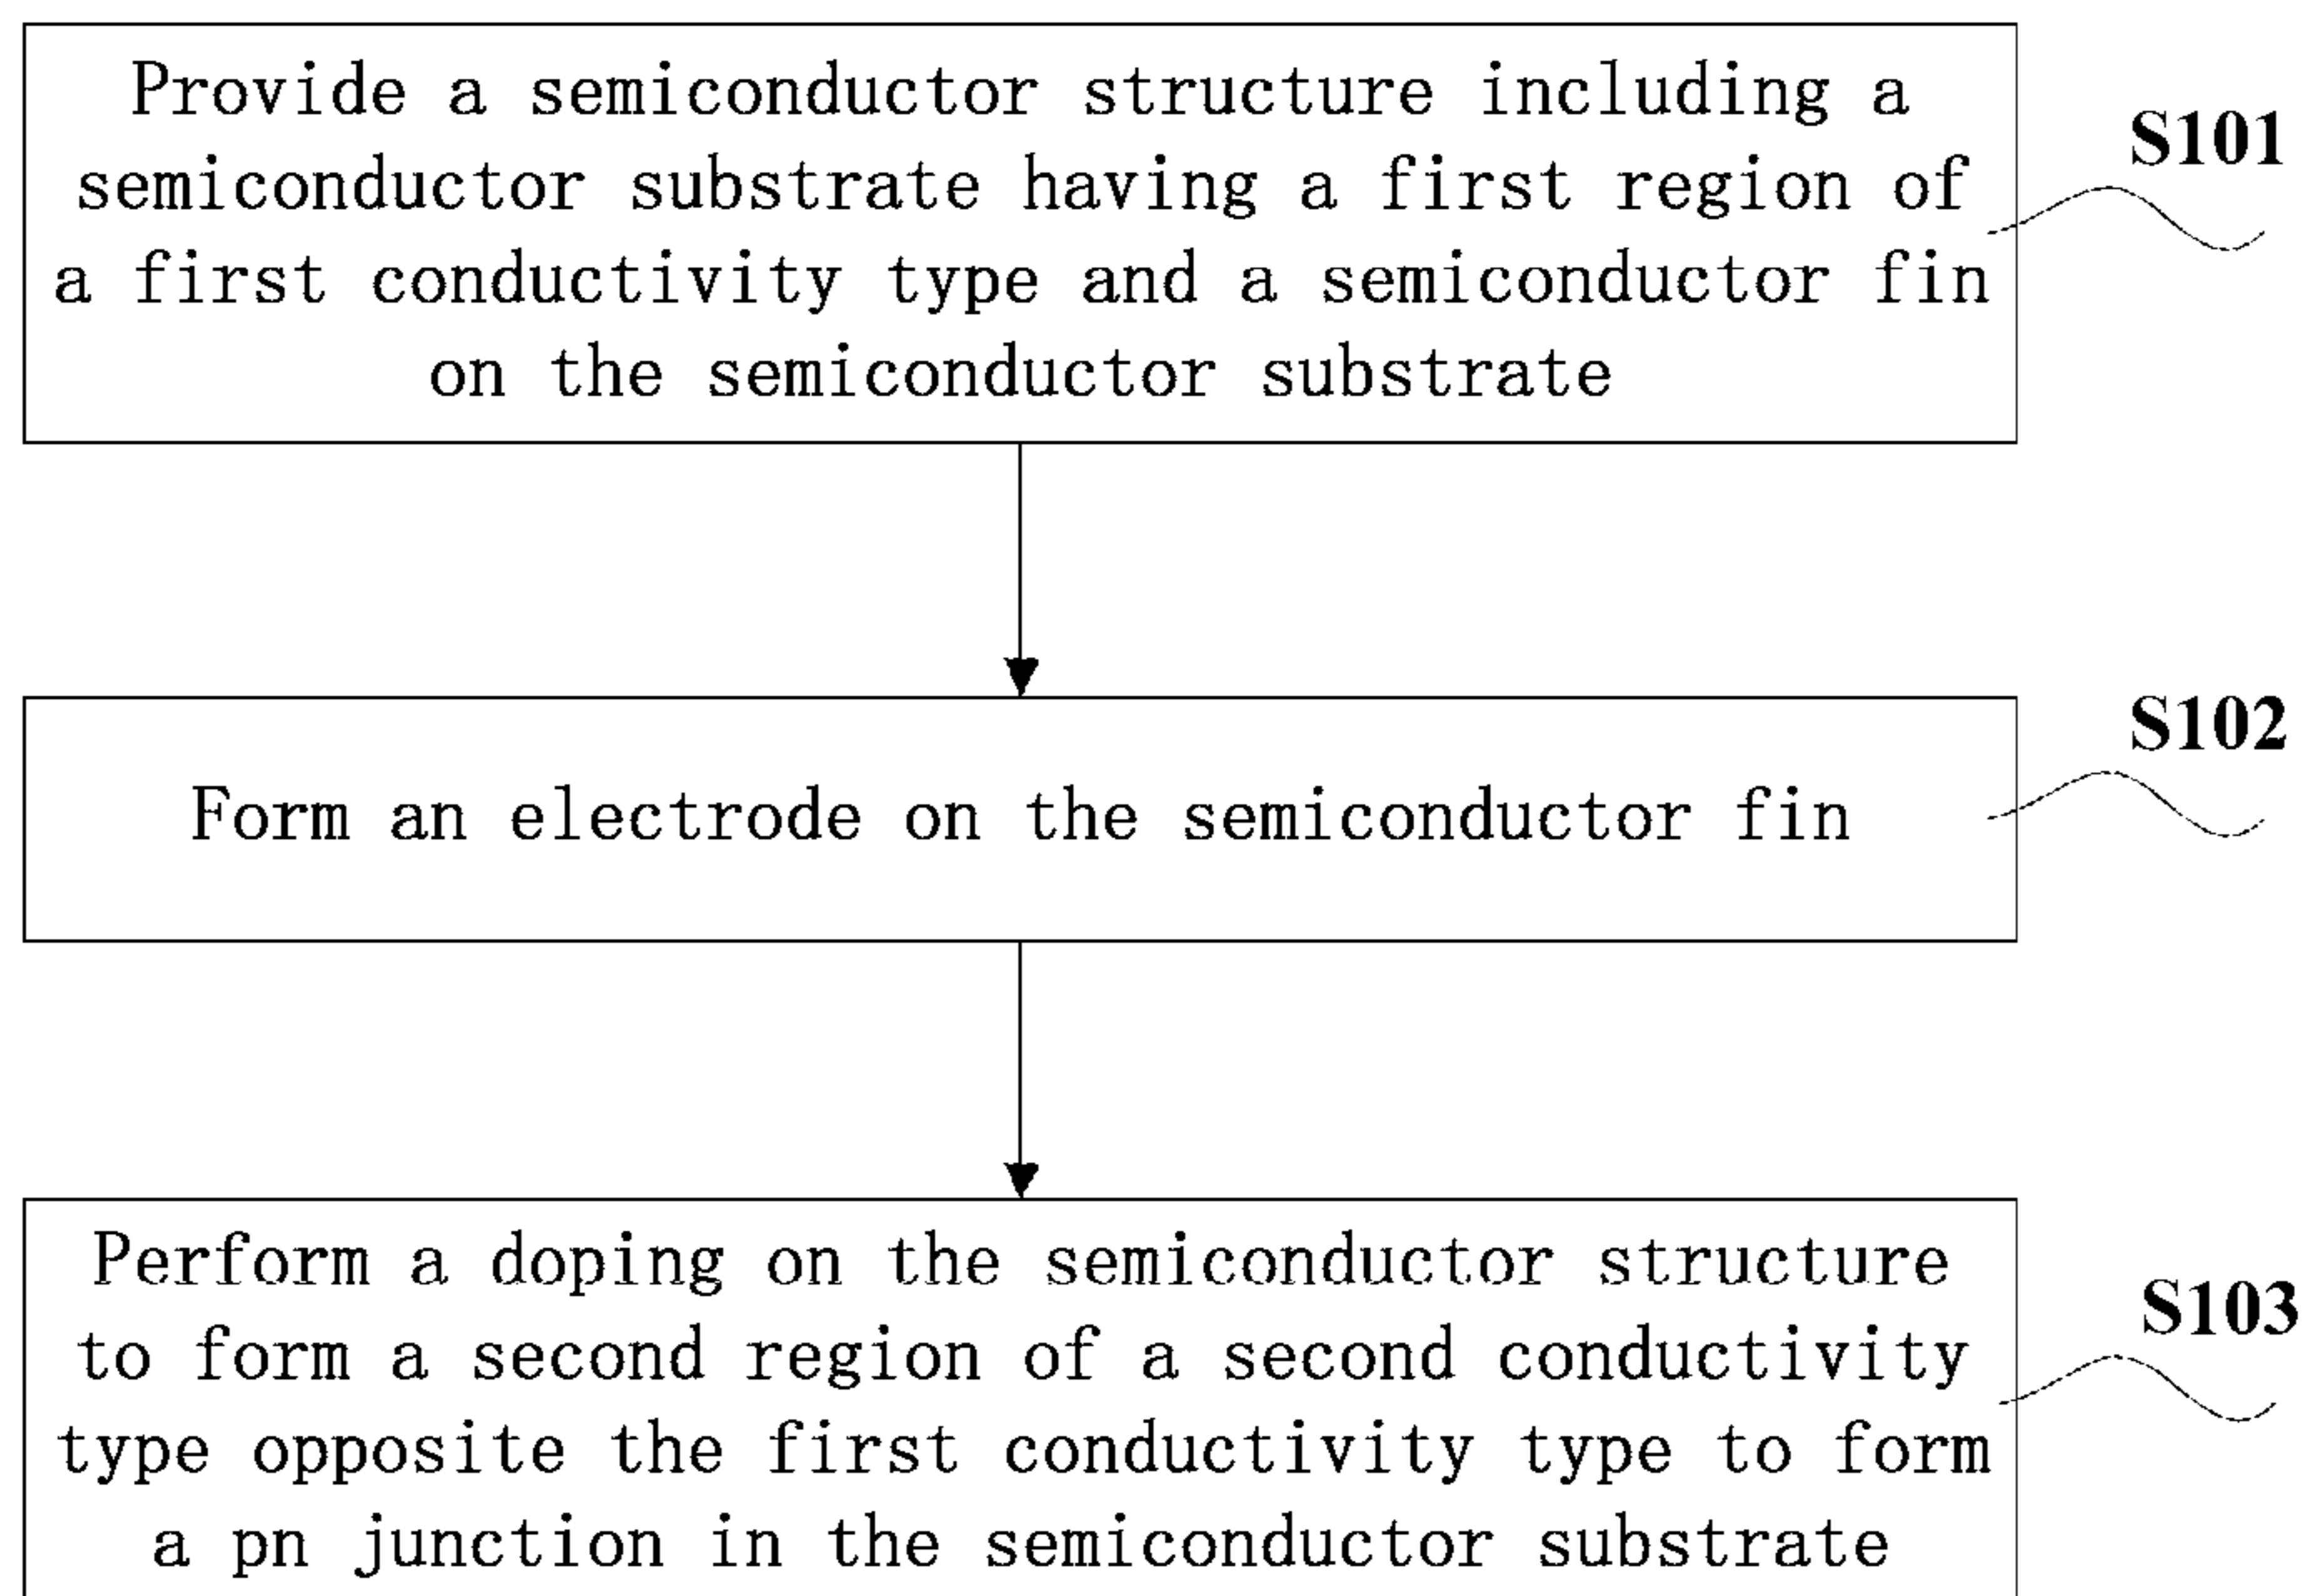 Provide a semiconductor structure including a
semiconductor substrate having a first region of
a first conductivity type and a semiconductor fin
on the semiconductor substrate
S101
Form an electrode on the semiconductor fin
S102
Perform a doping on the semiconductor structure
to form a second region of a second conductivity
type opposite the first conductivity type to form
a pn junction in the semiconductor substrate
S103